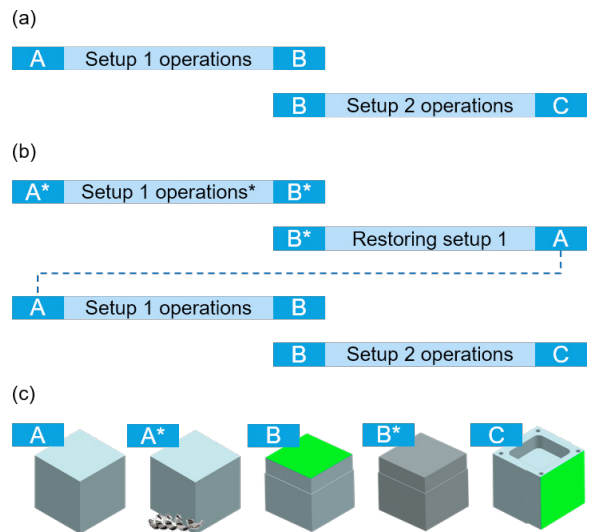 (a)
A Setup 1 operations B
B Setup 2 operations C
(b)
A* Setup 1 operations* B*
B* Restoring setup 1 A
A Setup 1 operations B
B Setup 2 operations C
(c)
A A* B B* C